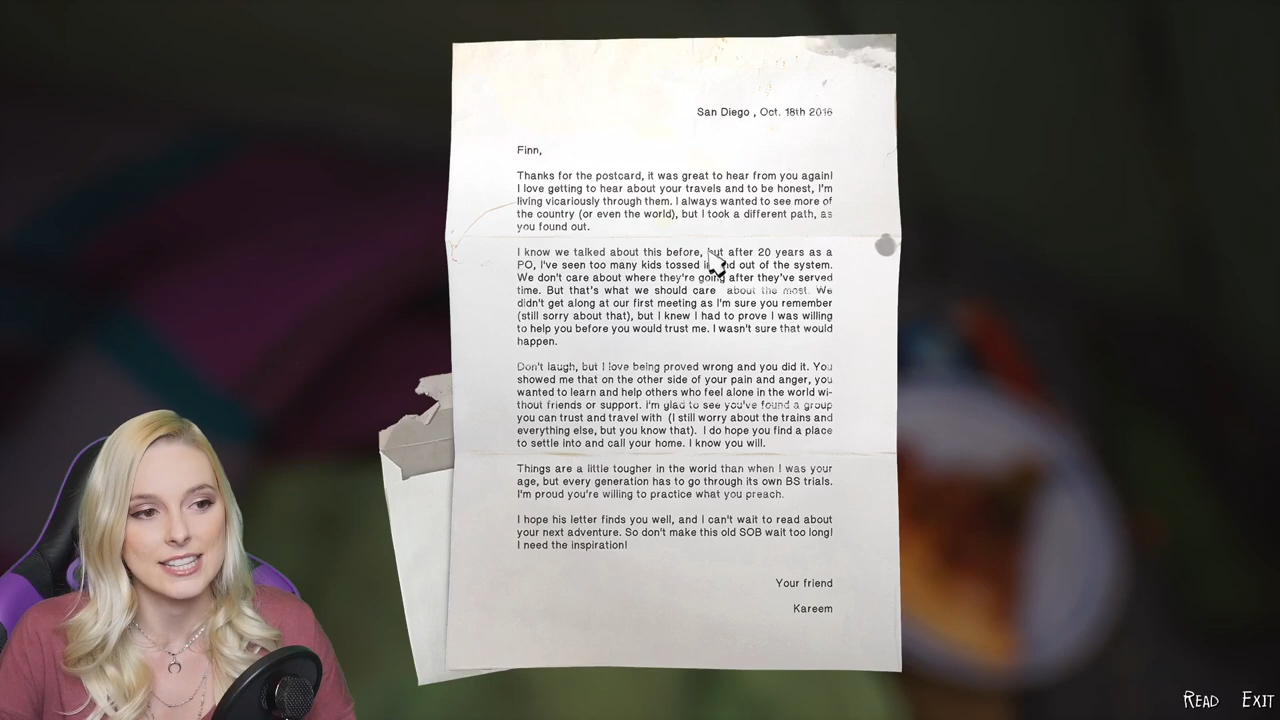 San Diego , Oct. 18th 2016
Finn,
Thanks for the postcard, it was great to hear from you again!
I love getting to hear about your travels and to be honest, I'm
living vicariously through them. I always wanted to see more of
the country (or even the world), but I took a different path, as
you found out.
I know we talked about this before, but after 20 years as a
PO, I've seen too many kids tossed in and out of the system.
We don't care about where they're going after they've served
time. But that's what we should care about the most. We
didn't get along at our first meeting as I'm sure you remember
(still sorry about that), but I knew I had to prove I was willing
to help you before you would trust me. I wasn't sure that would
happen.
Don't laugh, but I love being proved wrong and you did it. You
showed me that on the other side of your pain and anger, you
wanted to learn and help others who feel alone in the world wi-
thout friends or support. I'm glad to see you've found a group
you can trust and travel with (I still worry about the trains and
everything else, but you know that). I do hope you find a place
to settle into and call your home. I know you will.
Things are a little tougher in the world than when I was your
age, but every generation has to go through its own BS trials.
I'm proud you're willing to practice what you preach.
I hope his letter finds you well, and I can't wait to read about
your next adventure. So don't make this old SOB wait too long!
I need the inspiration!
Your friend
Kareem
READ EXIT